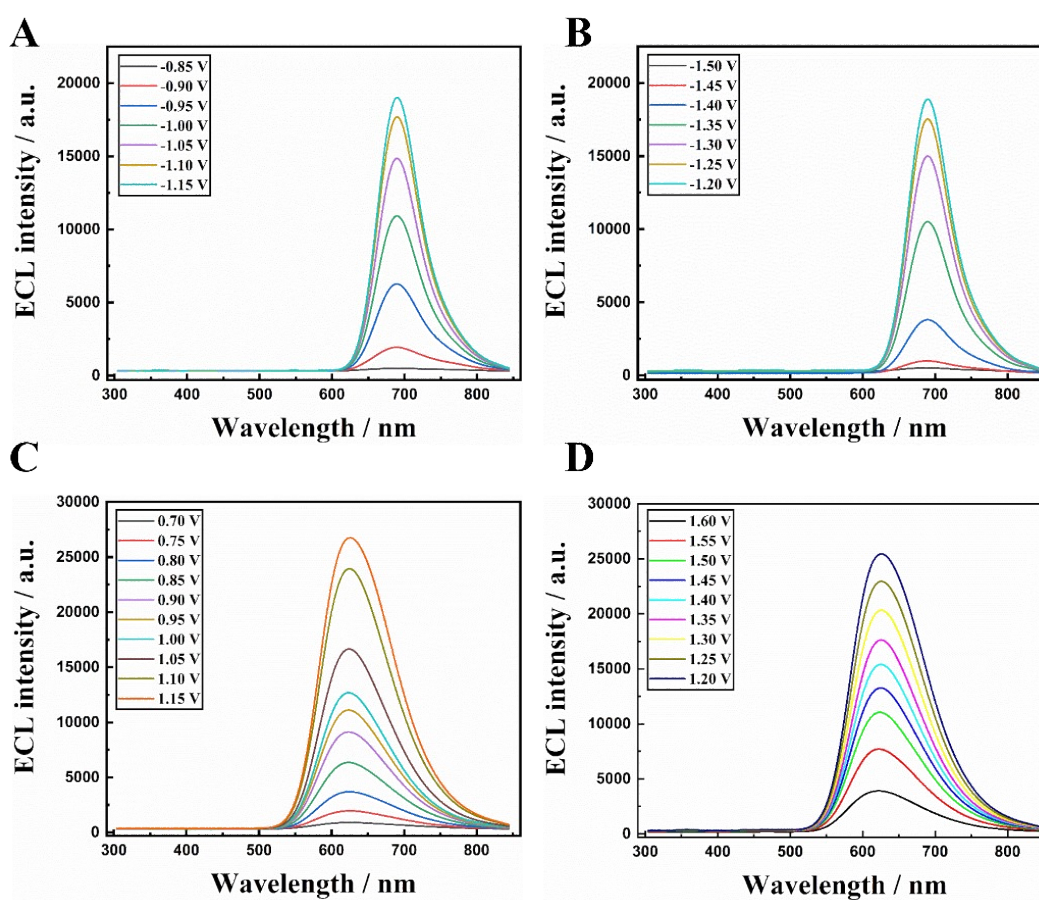 A
ECL intensity / a.u.
20000
15000
10000
5000
0
-0.85 V
-0.90 V
-0.95 V
-1.00 V
-1.05 V
-1.10 V
-1.15 V
300 400 500 600 700 800
Wavelength / nm
B
ECL intensity / a.u.
20000
15000
10000
5000
0
-1.50 V
-1.45 V
-1.40 V
-1.35 V
-1.30 V
-1.25 V
-1.20 V
300 400 500 600 700 800
Wavelength / nm
C
ECL intensity / a.u.
30000
25000
20000
15000
10000
5000
0
0.70 V
0.75 V
0.80 V
0.85 V
0.90 V
0.95 V
1.00 V
1.05 V
1.10 V
1.15 V
300 400 500 600 700 800
Wavelength / nm
D
ECL intensity / a.u.
30000
25000
20000
15000
10000
5000
0
1.60 V
1.55 V
1.50 V
1.45 V
1.40 V
1.35 V
1.30 V
1.25 V
1.20 V
300 400 500 600 700 800
Wavelength / nm